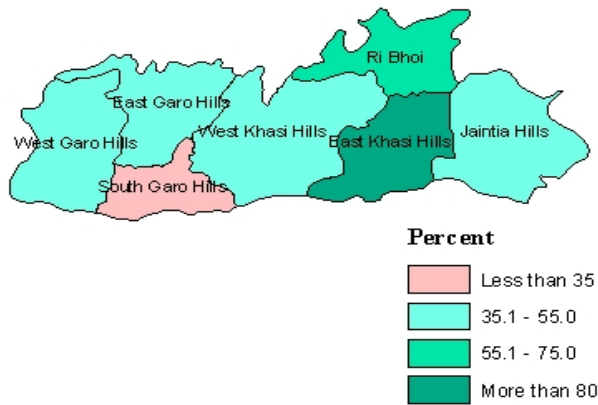 Ri Bhoi
East Garo Hills
West Garo Hills
West Khasi Hills
East Khasi Hills
Jaintia Hills
South Garo Hills
Percent
Less than 35
35.1 - 55.0
55.1 - 75.0
More than 80